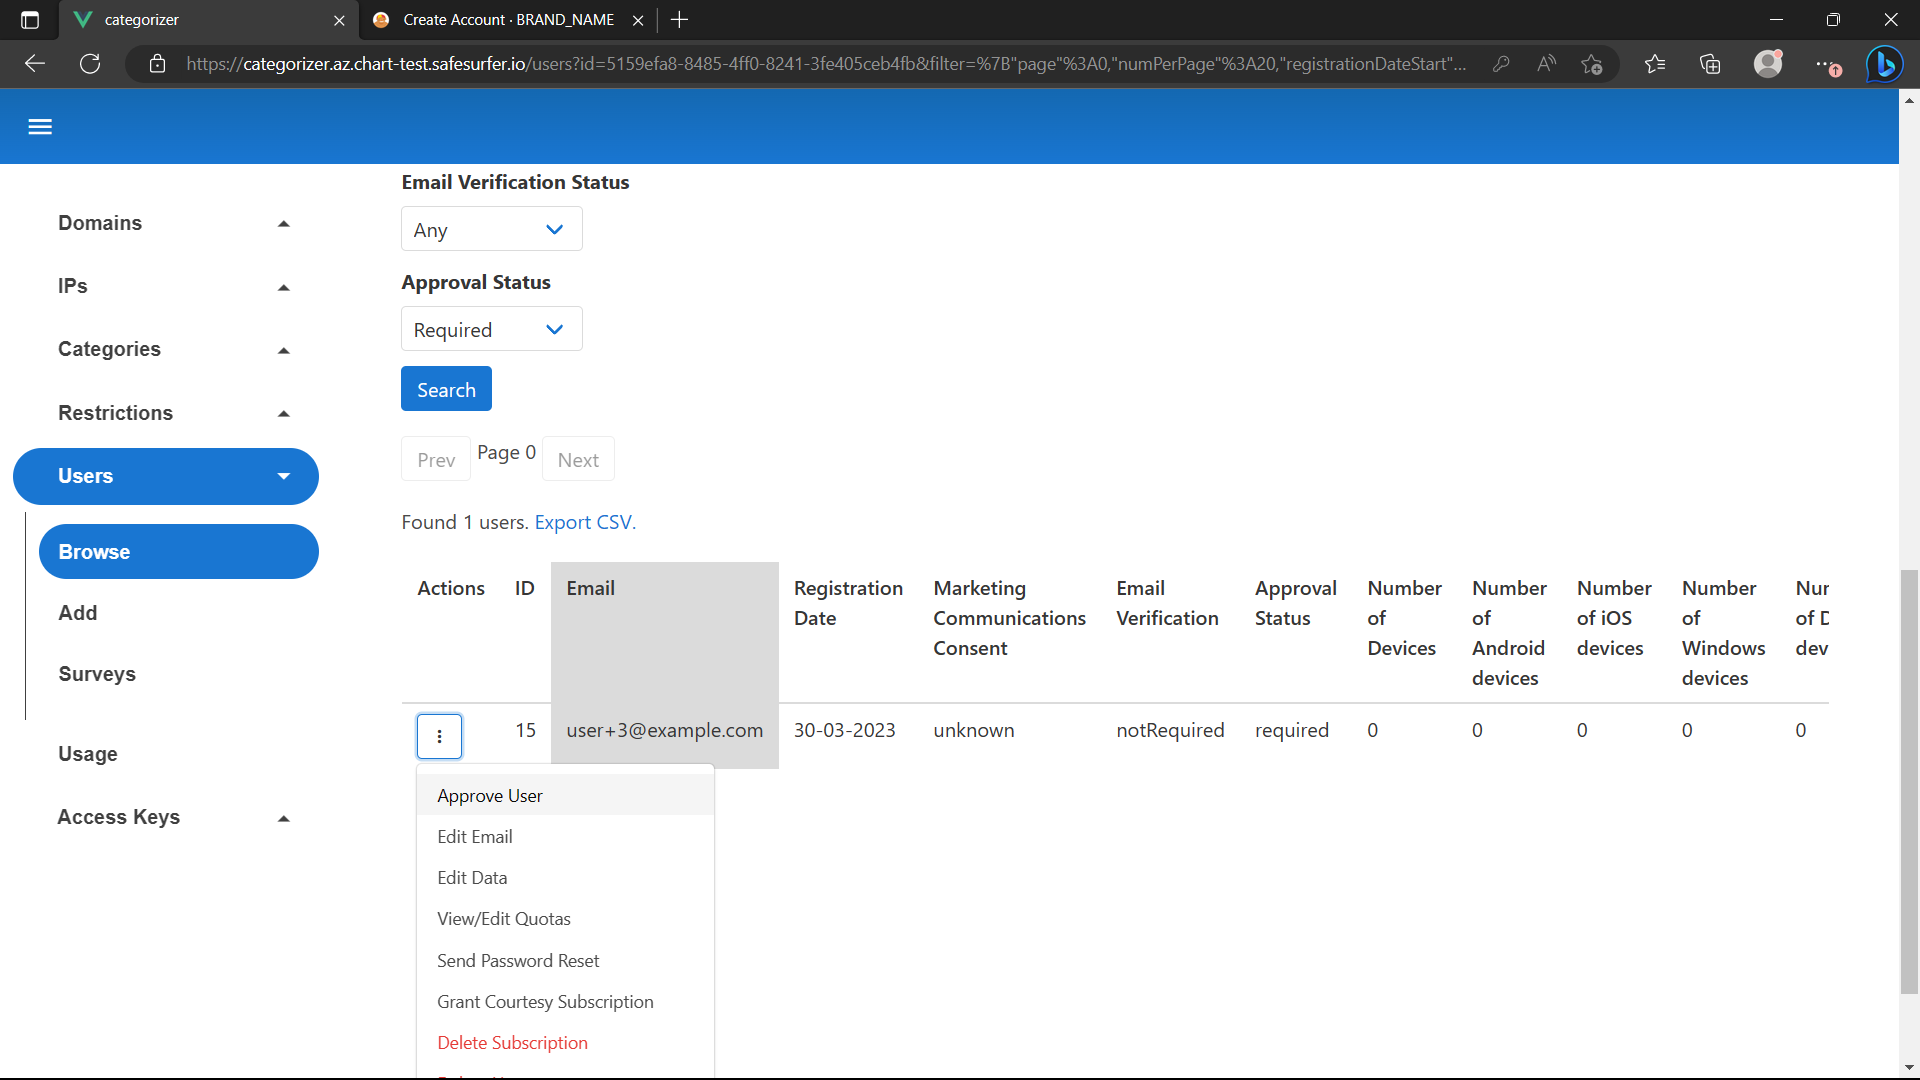 categorizer
Create Account · BRAND_NAME
https://categorizer.az.chart-test.safesurfer.io/users?id=5159efa8-8485-4ff0-8241-3fe405ceb4fb&filter=%7B"page"%3A0,"numPerPage"%3A20,"registrationDateStart"...
Domains
IPs
Categories
Restrictions
Users
Browse
Add
Surveys
Usage
Access Keys
Email Verification Status
Any
Approval Status
Required
Search
Prev Page 0 Next
Found 1 users. Export CSV.
Actions ID Email Registration Marketing Email Approval Number Number Number Number Nur
Date Communications Verification Status of of of iOS of of D
Consent Devices Android devices Windows dev
devices devices
15 user+3@example.com 30-03-2023 unknown notRequired required 0 0 0 0 0
Approve User
Edit Email
Edit Data
View/Edit Quotas
Send Password Reset
Grant Courtesy Subscription
Delete Subscription